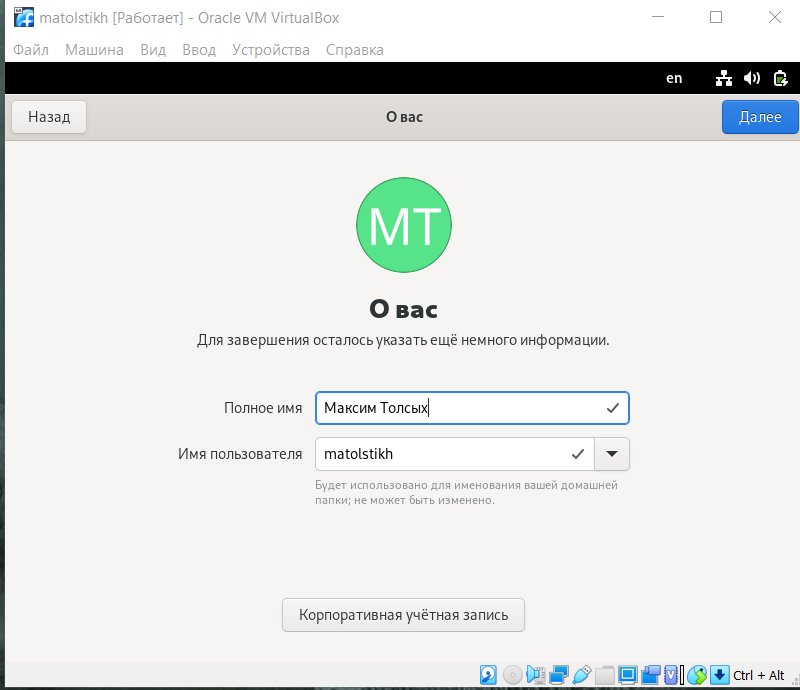 matolstikh [Работает] - Oracle VM VirtualBox
Файл Машина Вид Ввод Устройства Справка
en
Назад О вас Далее
МТ
О вас
Для завершения осталось указать ещё немного информации.
Полное имя Максим Толсых
Имя пользователя matolstikh
Будет использовано для именования вашей домашней
папки; не может быть изменено.
Корпоративная учётная запись
Ctrl + Alt